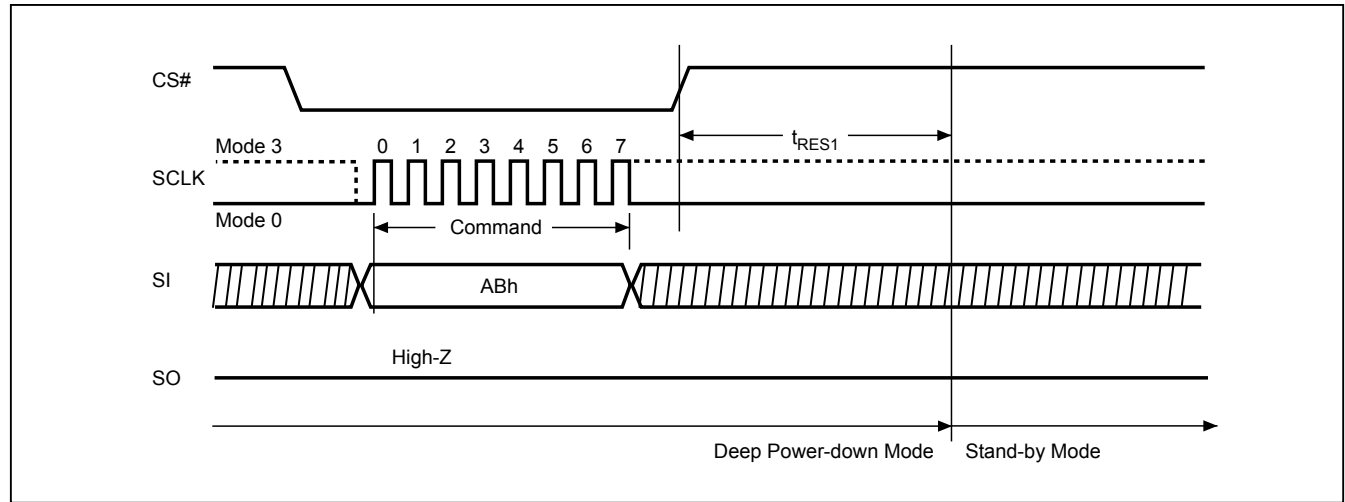 CS#
tRES1
Mode 3
0 1 2 3 4 5 6 7
SCLK
Mode 0
Command
SI
ABh
High-Z
SO
Deep Power-down Mode
Stand-by Mode